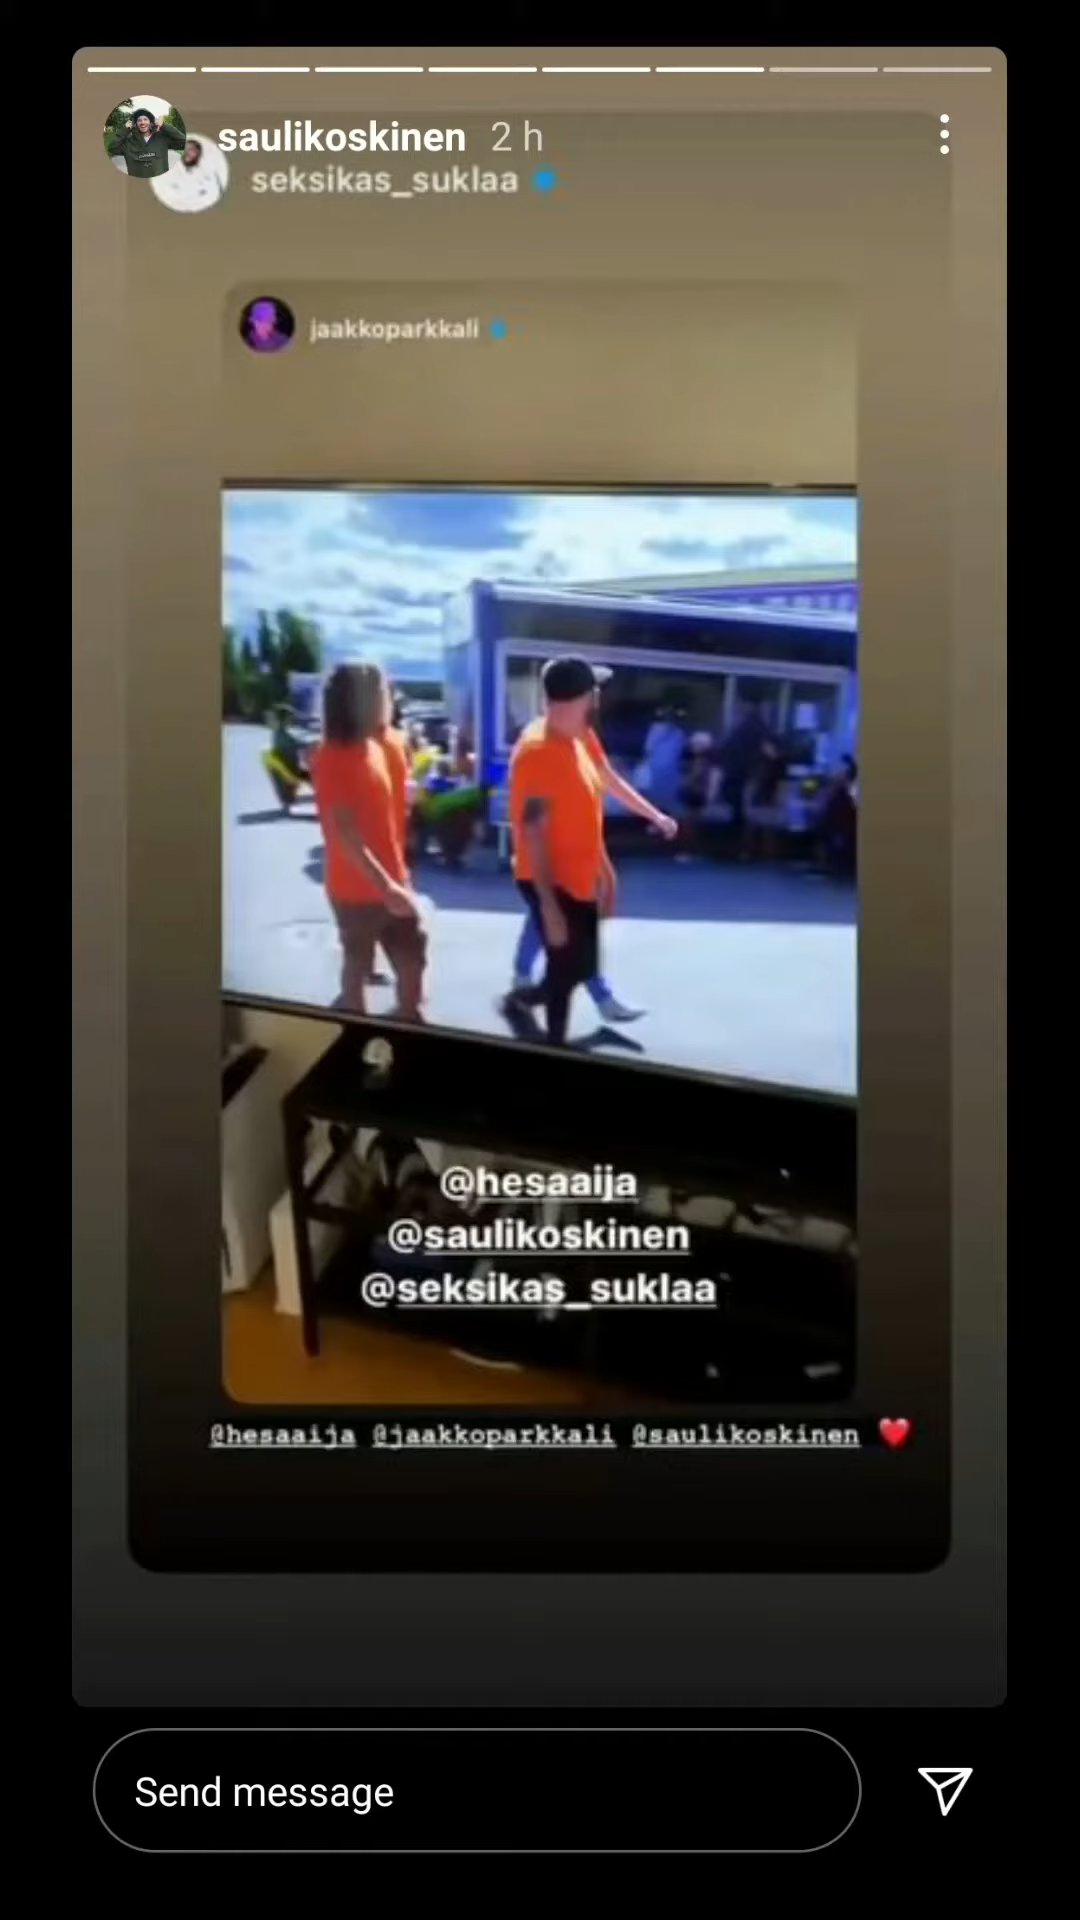 saulikoskinen 2 h
seksikas_suklaa
jaakkoparkkali
@hesaaija
@saulikoskinen
@seksikas_suklaa
@hesaaija @jaakkoparkkali @saulikoskinen ❤️
Send message